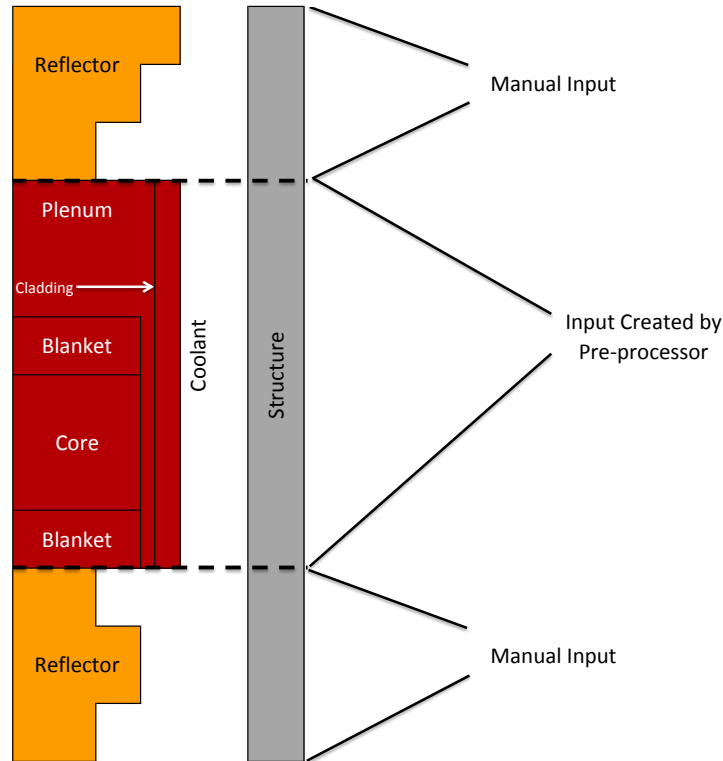 Reflector
Manual Input
Plenum
Cladding
Blanket
Coolant
Structure
Input Created by
Pre-processor
Core
Blanket
Reflector
Manual Input